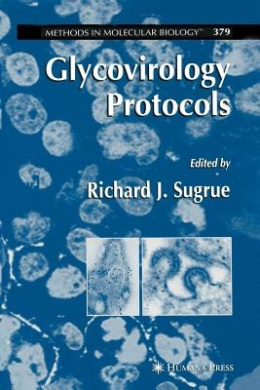 METHODS IN MOLECULAR BIOLOGY™ 379
Glycovirology
Protocols
Edited by
Richard J. Sugrue
HUMANA PRESS